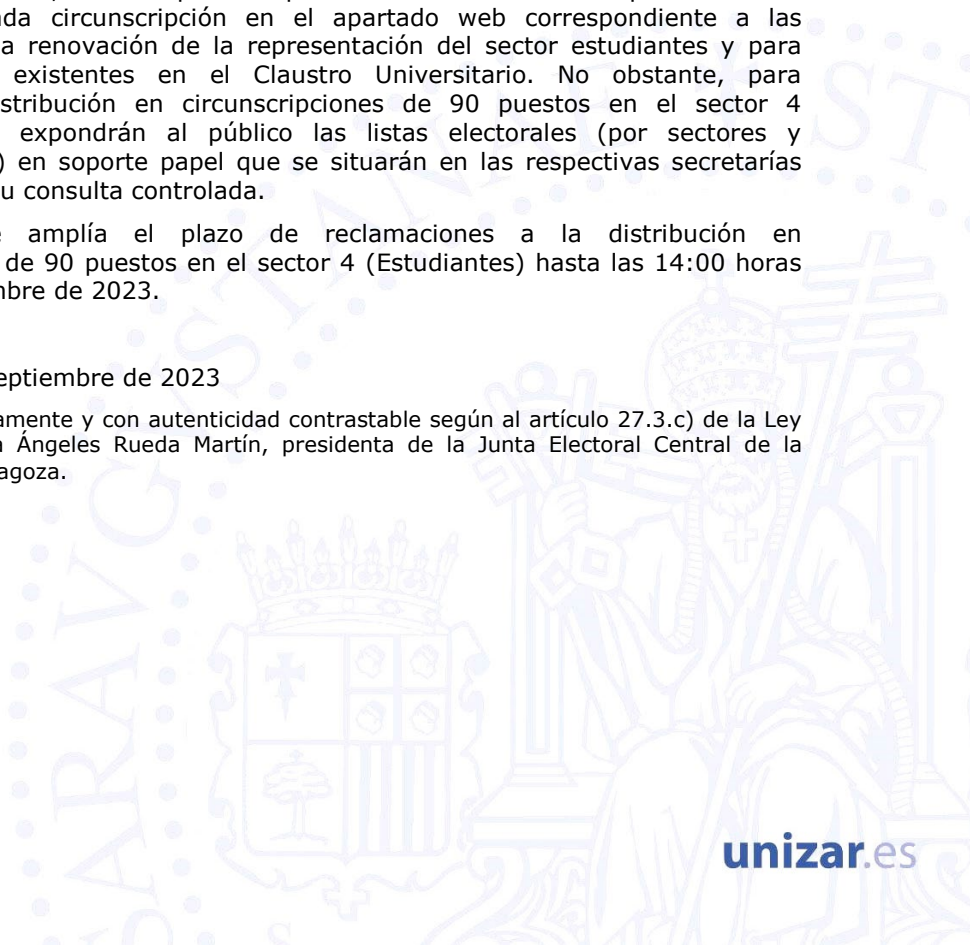 ada circunscripción en el apartado web correspondiente a las
a renovación de la representación del sector estudiantes y para
existentes en el Claustro Universitario. No obstante, para
stribución en circunscripciones de 90 puestos en el sector 4
expondrán al público las listas electorales (por sectores y
) en soporte papel que se situarán en las respectivas secretarías
u consulta controlada.
e amplía el plazo de reclamaciones a la distribución en
de 90 puestos en el sector 4 (Estudiantes) hasta las 14:00 horas
mbre de 2023.
eptiembre de 2023
amente y con autenticidad contrastable según al artículo 27.3.c) de la Ley
a Ángeles Rueda Martín, presidenta de la Junta Electoral Central de la
agoza.
unizar.es